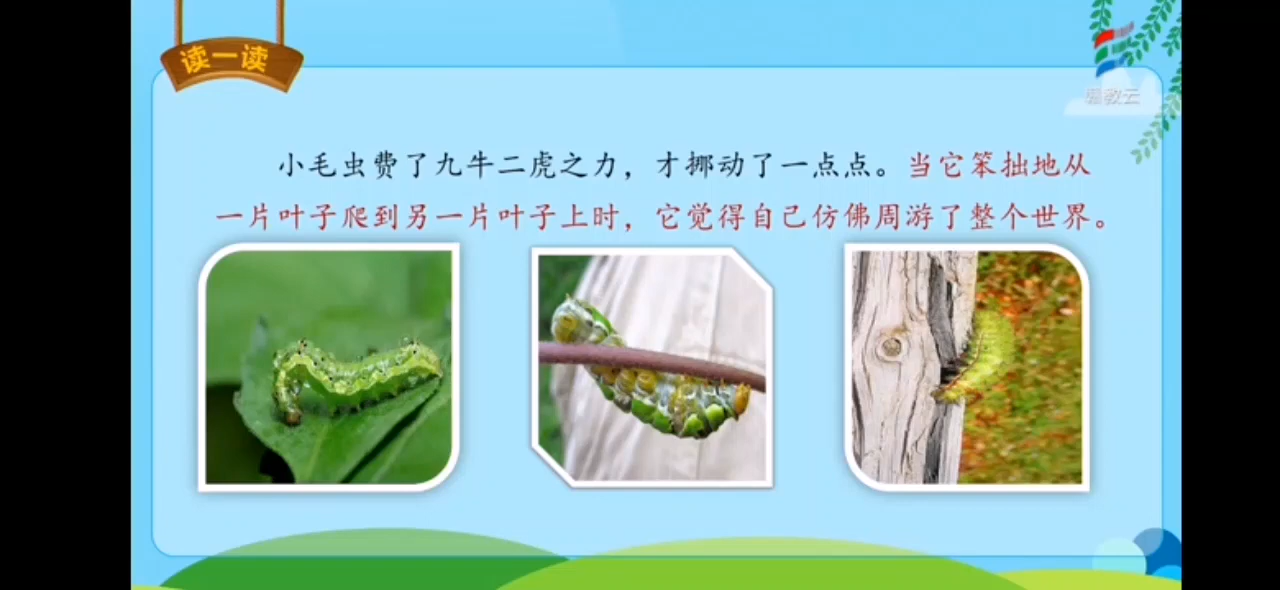 读一读
小毛虫费了九牛二虎之力，才挪动了一点点。当它笨拙地从
一片叶子爬到另一片叶子上时，它觉得自己仿佛周游了整个世界。